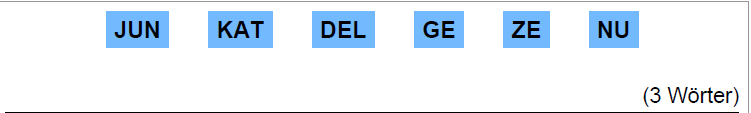 JUN KAT DEL GE ZE NU
(3 Wörter)